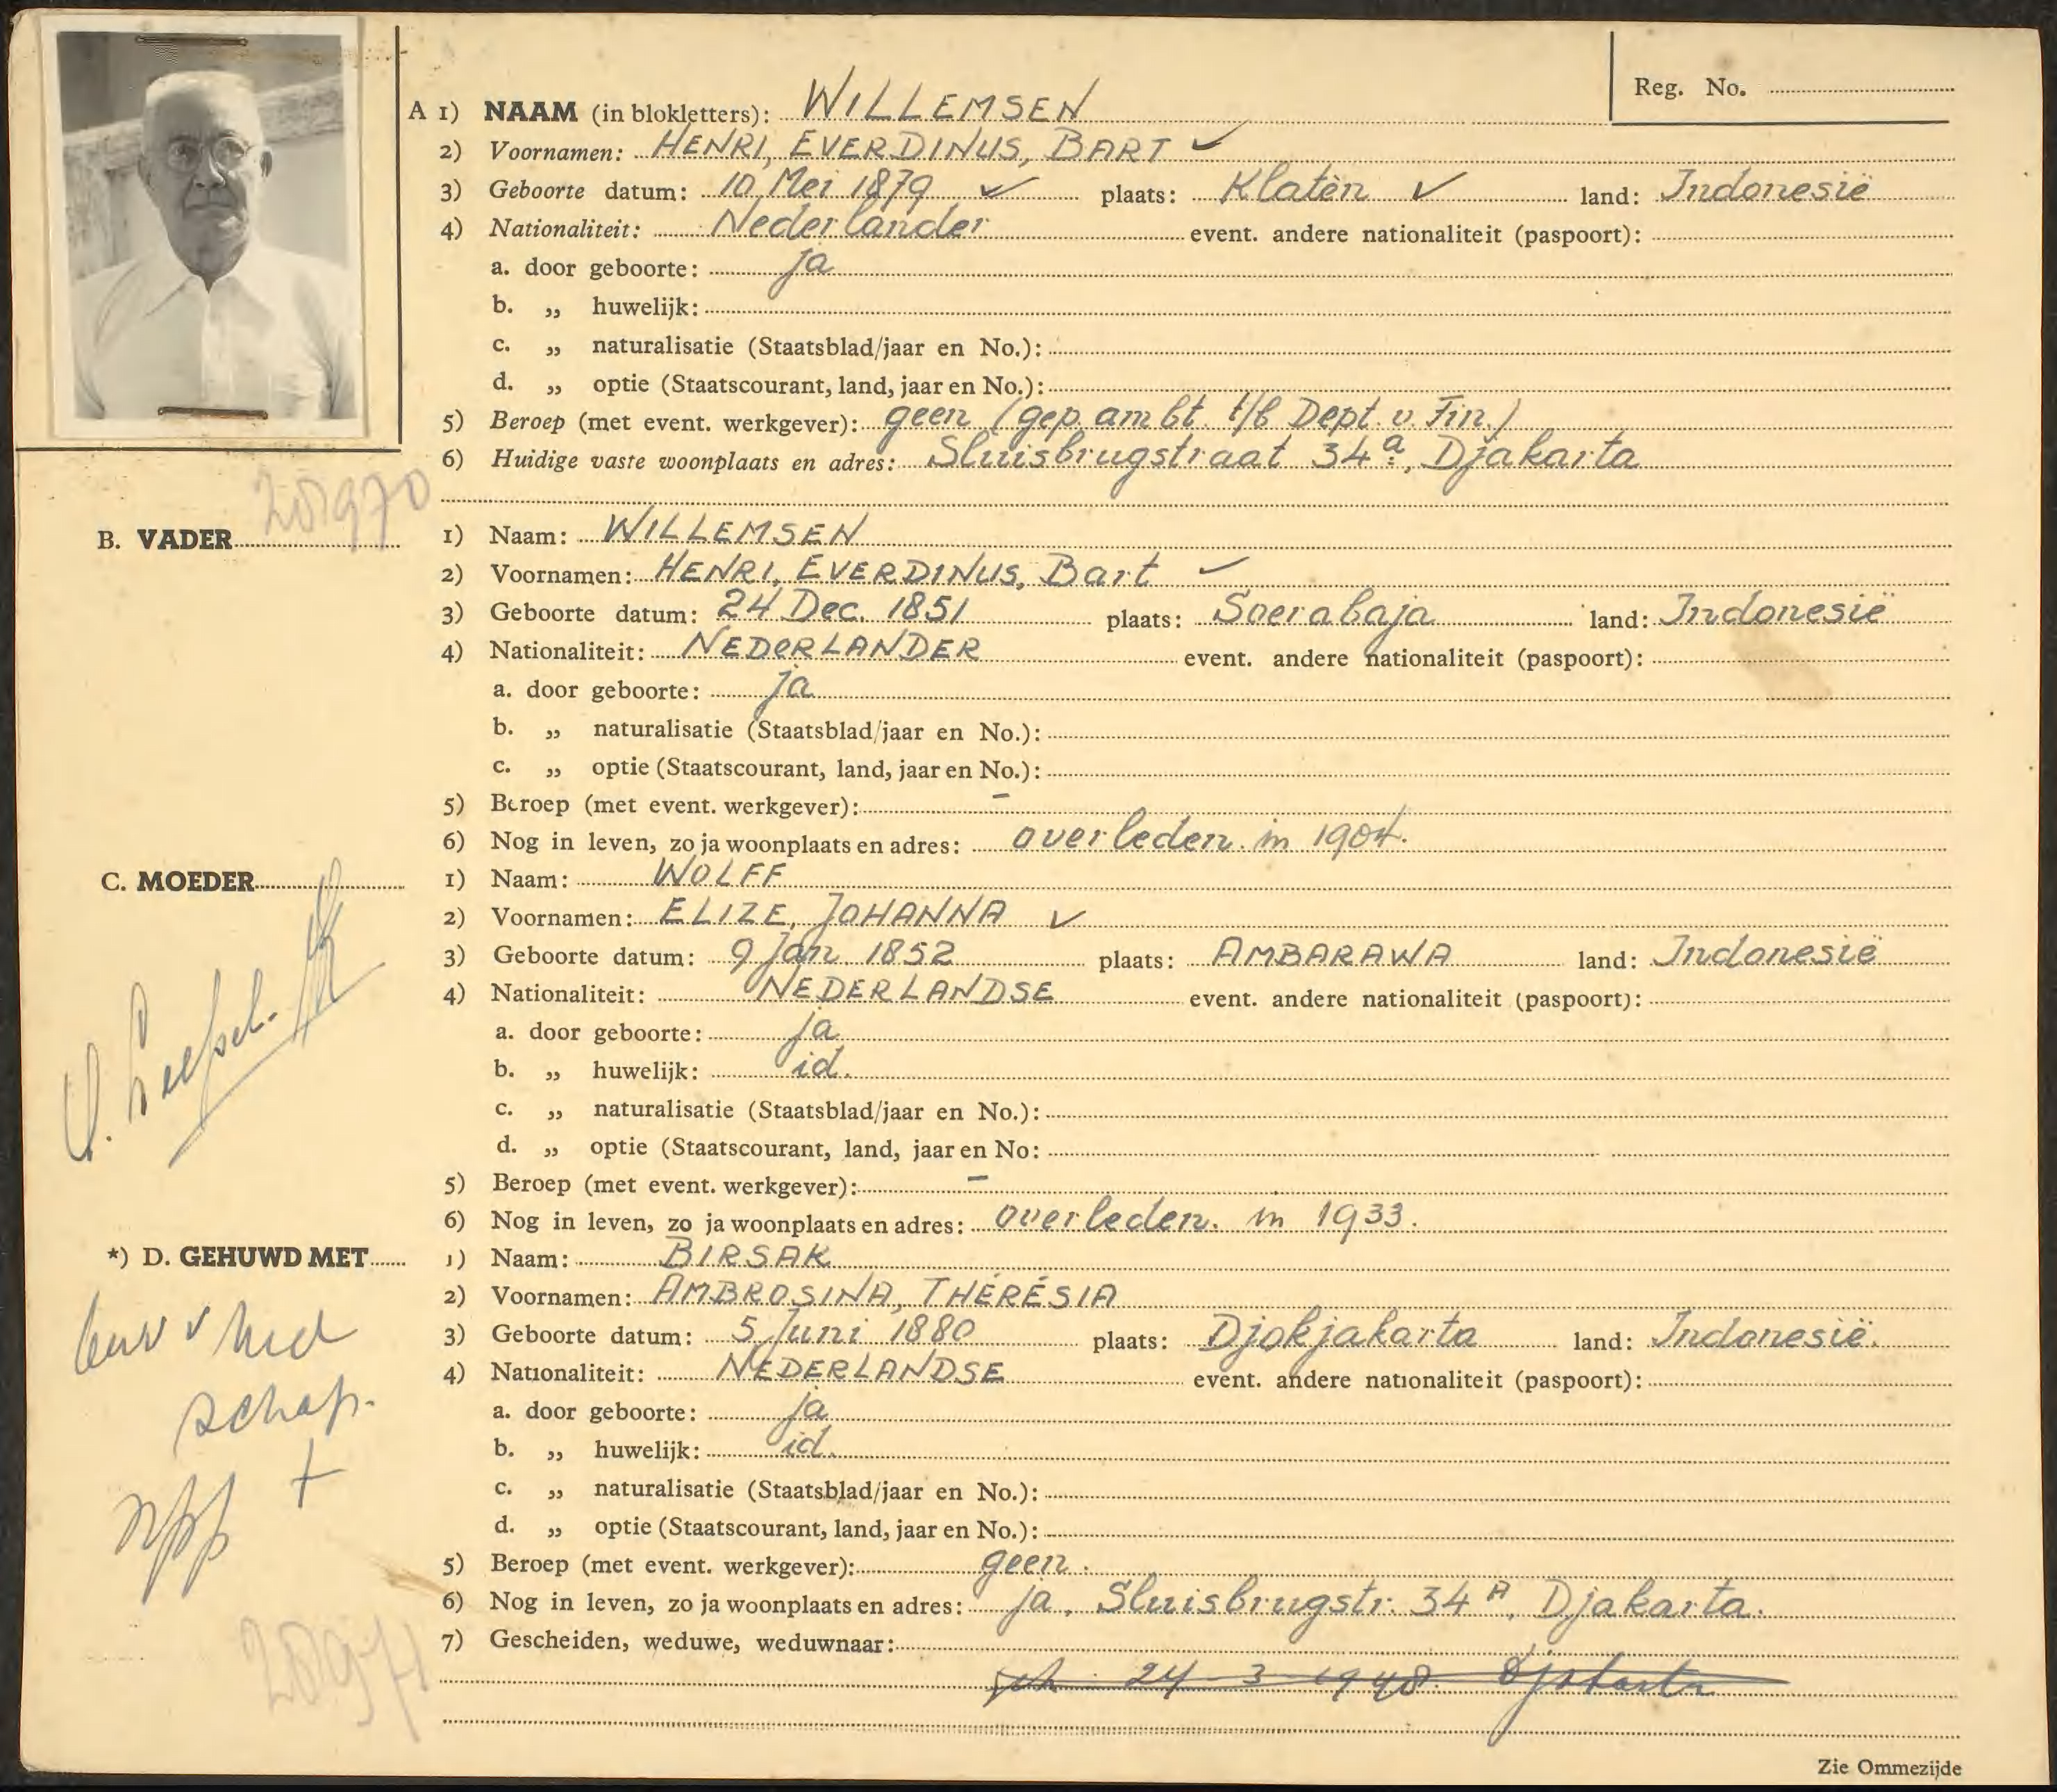 Reg. No.
A 1) NAAM (in blokletters): WILLEMSEN
2) Voornamen: HENRI, EVERDINUS, BART ✓
3) Geboorte datum: 10 Mei 1879 ✓ plaats: Klatèn ✓ land: Indonesië
4) Nationaliteit: Nederlander event. andere nationaliteit (paspoort):
a. door geboorte: ja
b. „ huwelijk:
c. „ naturalisatie (Staatsblad/jaar en No.):
d. „ optie (Staatscourant, land, jaar en No.):
5) Beroep (met event. werkgever): geen (gep. ambt. t/b Dept. v. Fin.)
6) Huidige vaste woonplaats en adres: Sluisbrugstraat 34a, Djakarta
20970
B. VADER
1) Naam: WILLEMSEN
2) Voornamen: HENRI, EVERDINUS, Bart ✓
3) Geboorte datum: 24 Dec. 1851 plaats: Soerabaja land: Indonesië
4) Nationaliteit: NEDERLANDER event. andere nationaliteit (paspoort):
a. door geboorte: ja
b. „ naturalisatie (Staatsblad/jaar en No.):
c. „ optie (Staatscourant, land, jaar en No.):
5) Beroep (met event. werkgever): –
6) Nog in leven, zo ja woonplaats en adres: overleden. in 1904.
C. MOEDER
1) Naam: WOLFF
2) Voornamen: ELIZE, JOHANNA ✓
3) Geboorte datum: 9 Jan. 1852 plaats: AMBARAWA land: Indonesië
4) Nationaliteit: NEDERLANDSE event. andere nationaliteit (paspoort):
a. door geboorte: ja
b. „ huwelijk: id.
c. „ naturalisatie (Staatsblad/jaar en No.):
d. „ optie (Staatscourant, land, jaar en No:
5) Beroep (met event. werkgever): –
6) Nog in leven, zo ja woonplaats en adres: overleden. in 1933.
*) D. GEHUWD MET
1) Naam: BIRSAK
2) Voornamen: AMBROSINA, THÉRÉSIA
3) Geboorte datum: 5 Juni 1880 plaats: Djokjakarta land: Indonesië.
4) Nationaliteit: NEDERLANDSE event. andere nationaliteit (paspoort):
a. door geboorte: ja
b. „ huwelijk: id.
c. „ naturalisatie (Staatsblad/jaar en No.):
d. „ optie (Staatscourant, land, jaar en No.):
5) Beroep (met event. werkgever): geen.
6) Nog in leven, zo ja woonplaats en adres: ja, Sluisbrugstr. 34A, Djakarta.
7) Gescheiden, weduwe, weduwnaar:
24 3 1948
schap.
npp +
20971
Zie Ommezijde